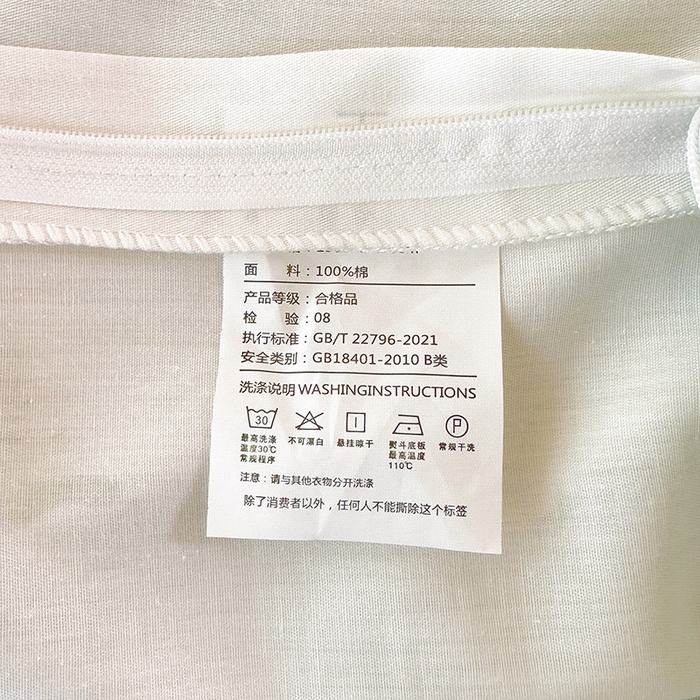 面 料：100%棉
产品等级：合格品
检 验：08
执行标准：GB/T 22796-2021
安全类别：GB18401-2010 B类
洗涤说明 WASHINGINSTRUCTIONS
30 P
最高洗涤 不可漂白 悬挂晾干 熨斗底板 常规干洗
温度30℃ 最高温度
常规程序 110℃
注意：请与其他衣物分开洗涤
除了消费者以外，任何人不能撕除这个标签